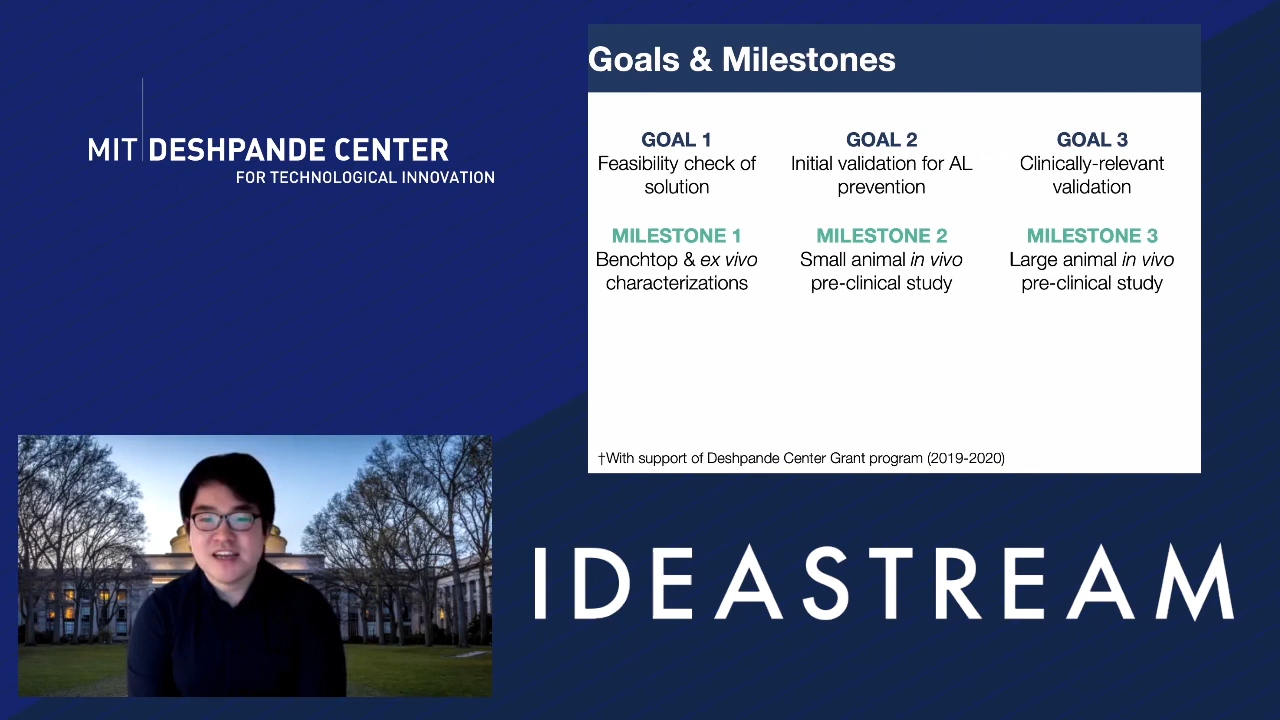 MIT DESHPANDE CENTER
FOR TECHNOLOGICAL INNOVATION
Goals & Milestones
GOAL 1
Feasibility check of
solution
GOAL 2
Initial validation for AL
prevention
GOAL 3
Clinically-relevant
validation
MILESTONE 1
Benchtop & ex vivo
characterizations
MILESTONE 2
Small animal in vivo
pre-clinical study
MILESTONE 3
Large animal in vivo
pre-clinical study
†With support of Deshpande Center Grant program (2019-2020)
IDEASTREAM